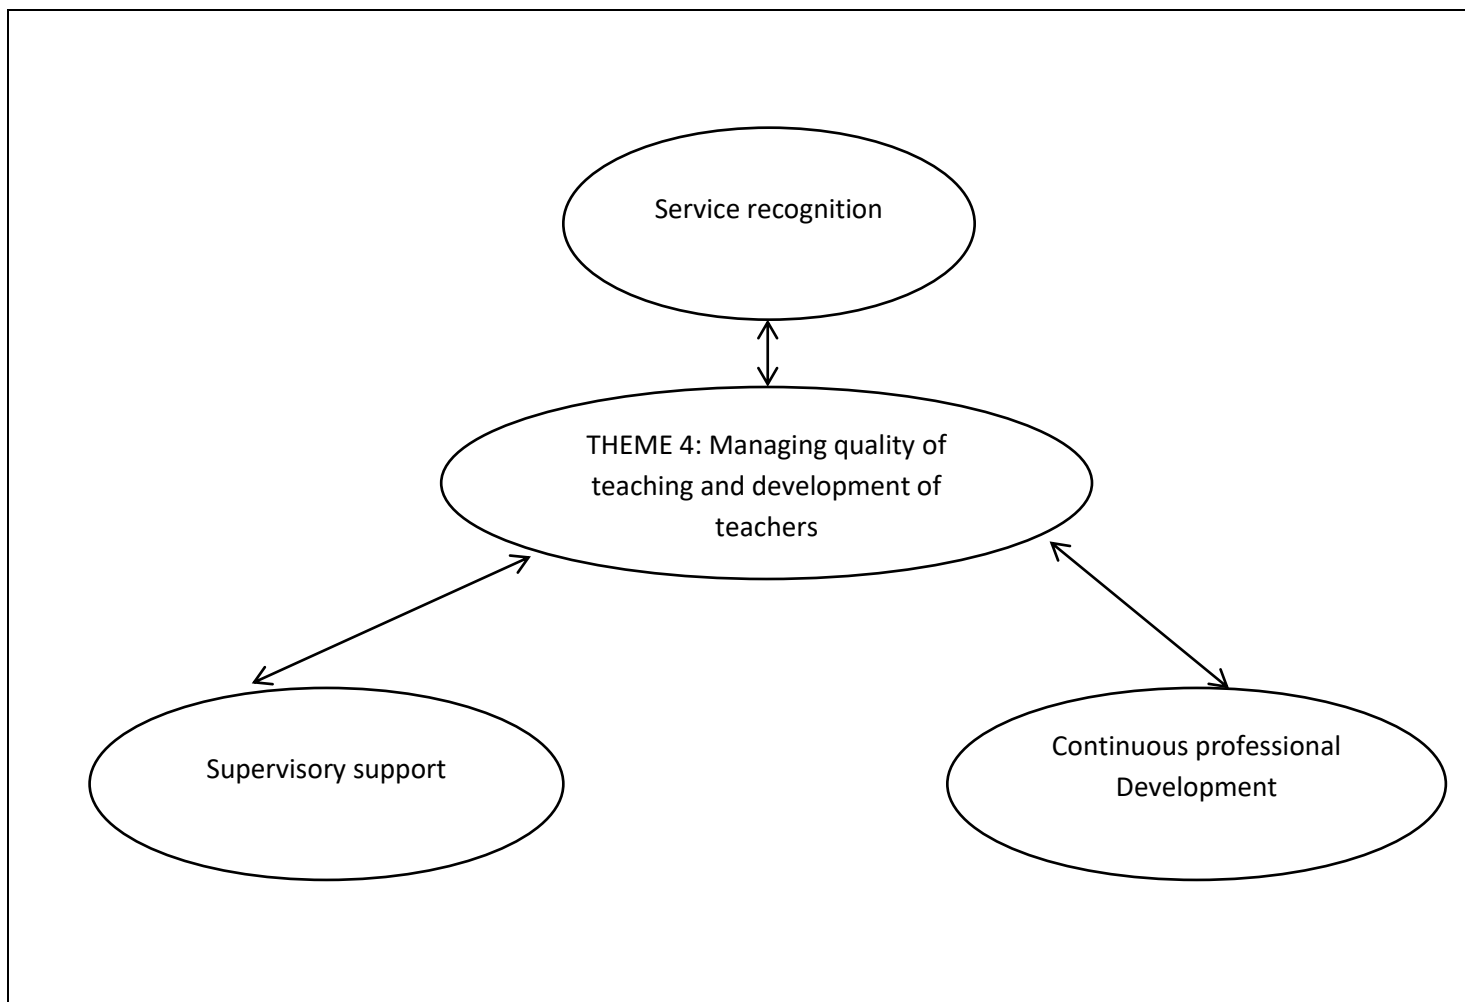 Service recognition
THEME 4: Managing quality of
teaching and development of
teachers
Supervisory support
Continuous professional
Development